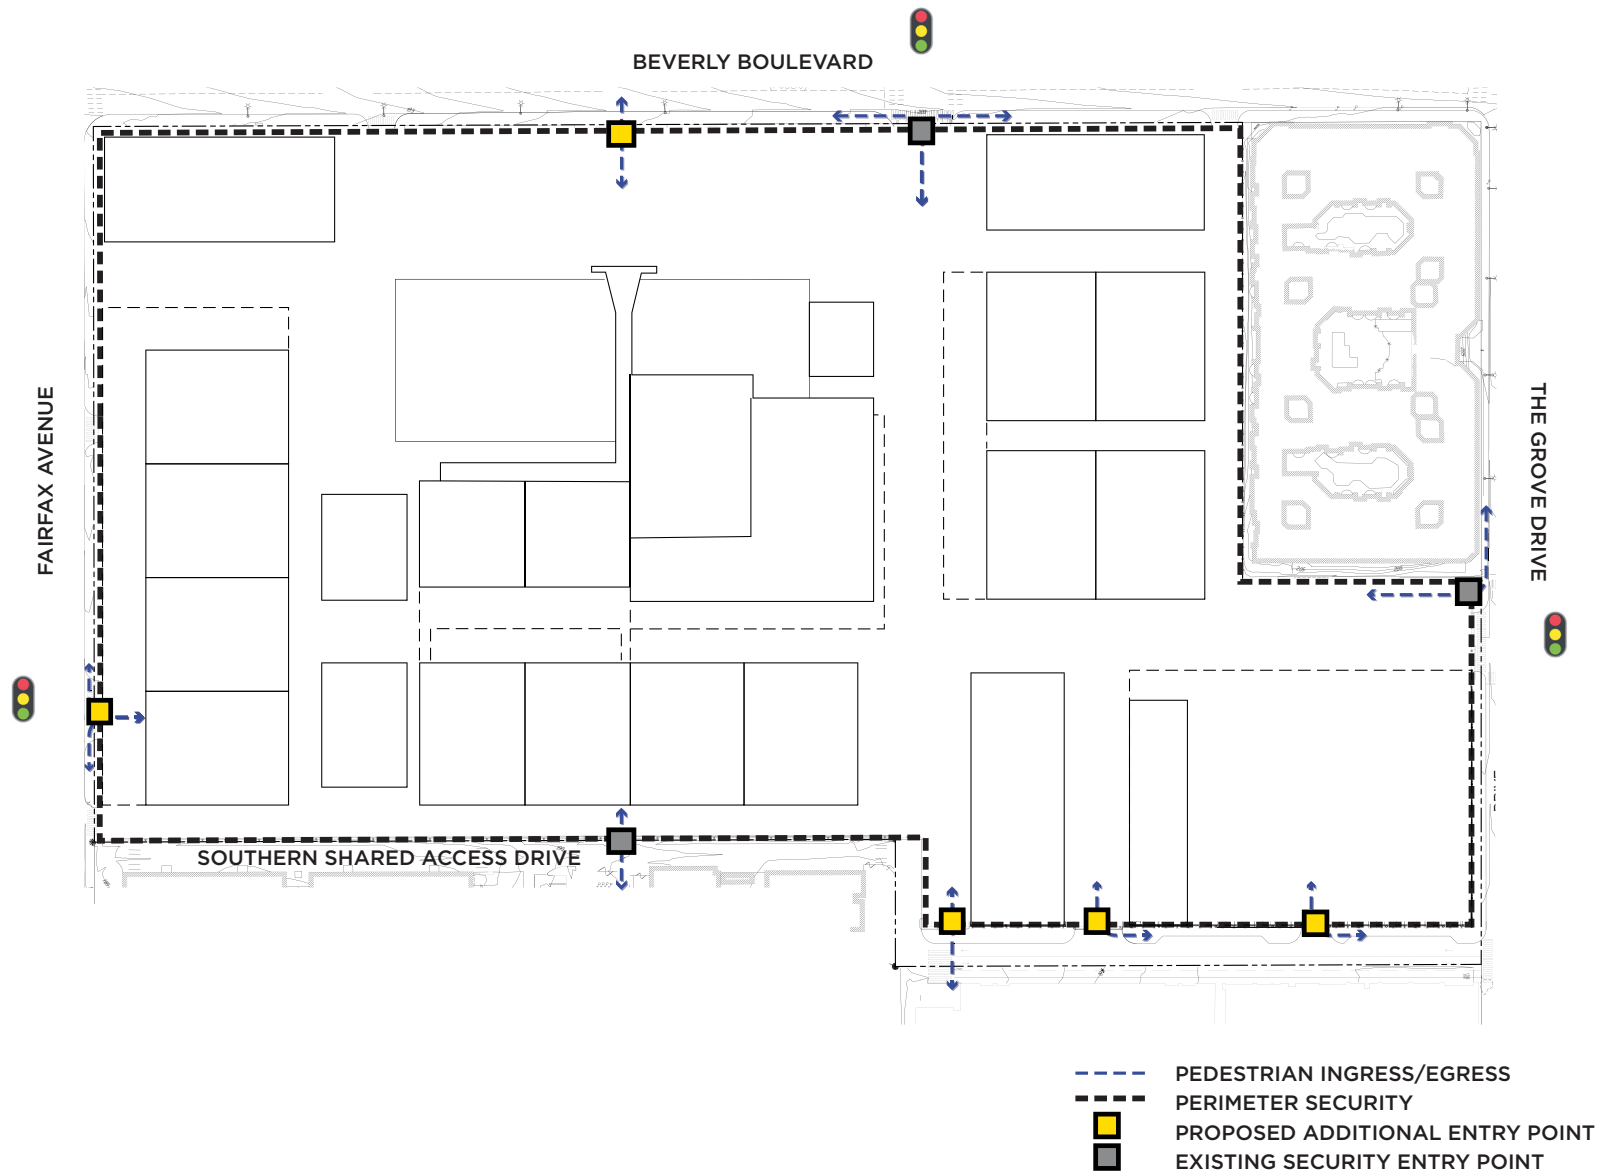 BEVERLY BOULEVARD
FAIRFAX AVENUE
THE GROVE DRIVE
SOUTHERN SHARED ACCESS DRIVE
PEDESTRIAN INGRESS/EGRESS
PERIMETER SECURITY
PROPOSED ADDITIONAL ENTRY POINT
EXISTING SECURITY ENTRY POINT